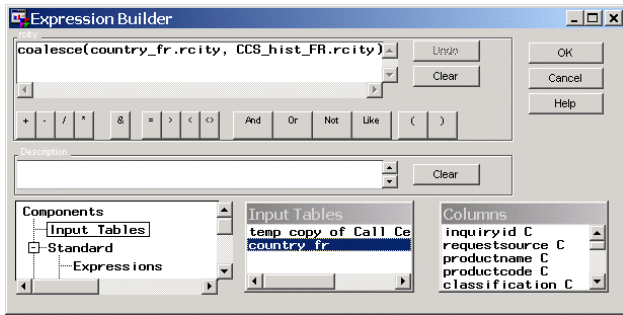 Expression Builder
rcity
coalesce(country_fr.rcity, CCS_hist_FR.rcity)
Undo
Clear
OK
Cancel
Help
+ - / * & = > < <> And Or Not Like ( )
Description
Clear
Components
Input Tables
Standard
Expressions
Input Tables
temp copy of Call Ce
country fr
Columns
inquiryid C
requestsource C
productname C
productcode C
classification C